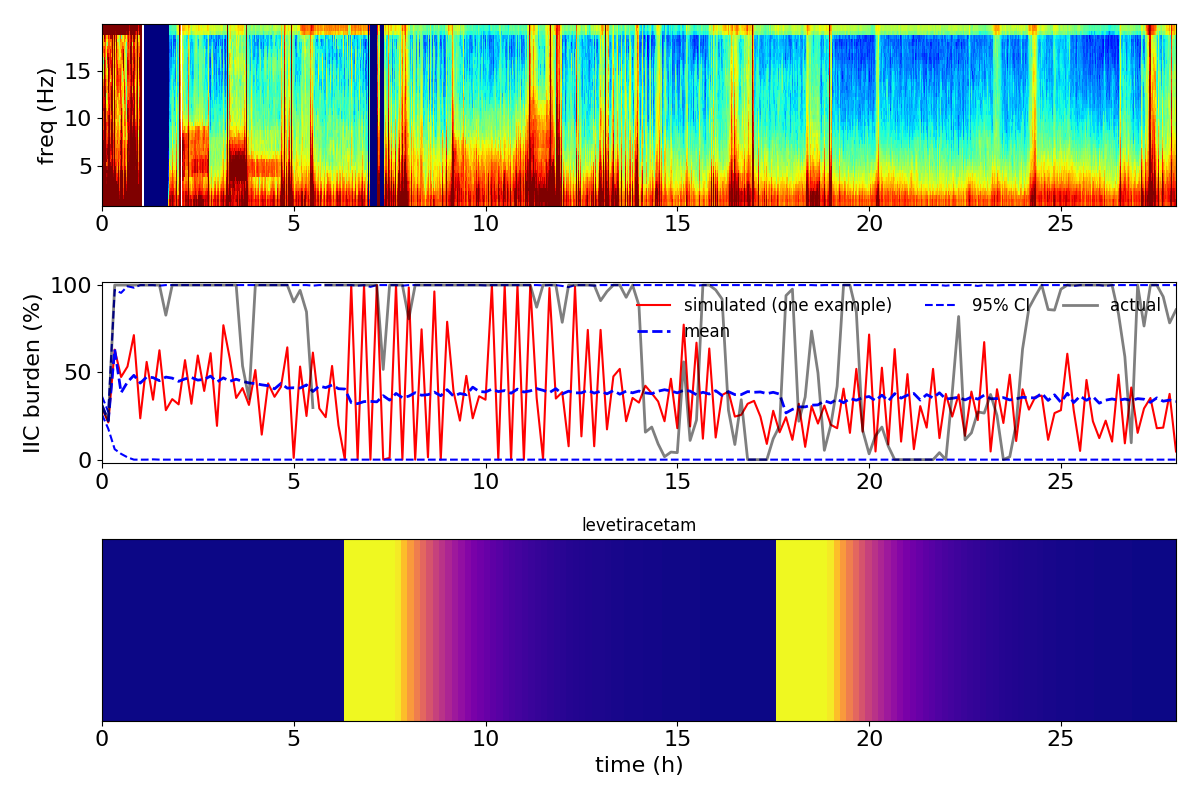 freq (Hz)
15
10
5
0 5 10 15 20 25
IIC burden (%)
100
50
0
simulated (one example)
mean
95% CI
actual
0 5 10 15 20 25
levetiracetam
0 5 10 15 20 25
time (h)